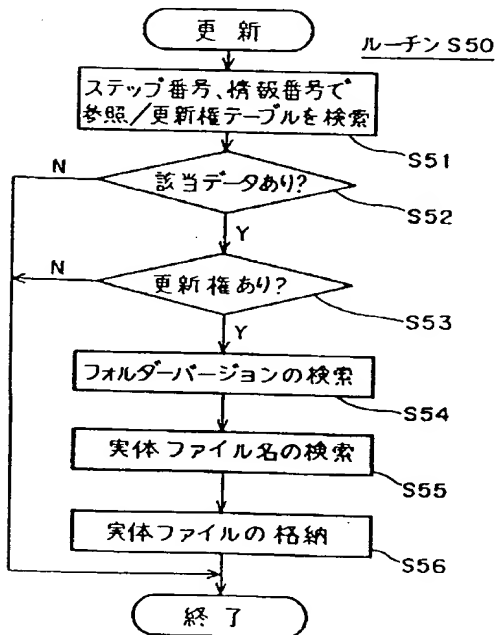 更新
ルーチンS50
ステップ番号、情報番号で
参照/更新権テーブルを検索
S51
N
該当データあり?
S52
Y
N
更新権あり?
S53
Y
フォルダーバージョンの検索
S54
実体ファイル名の検索
S55
実体ファイルの格納
S56
終了